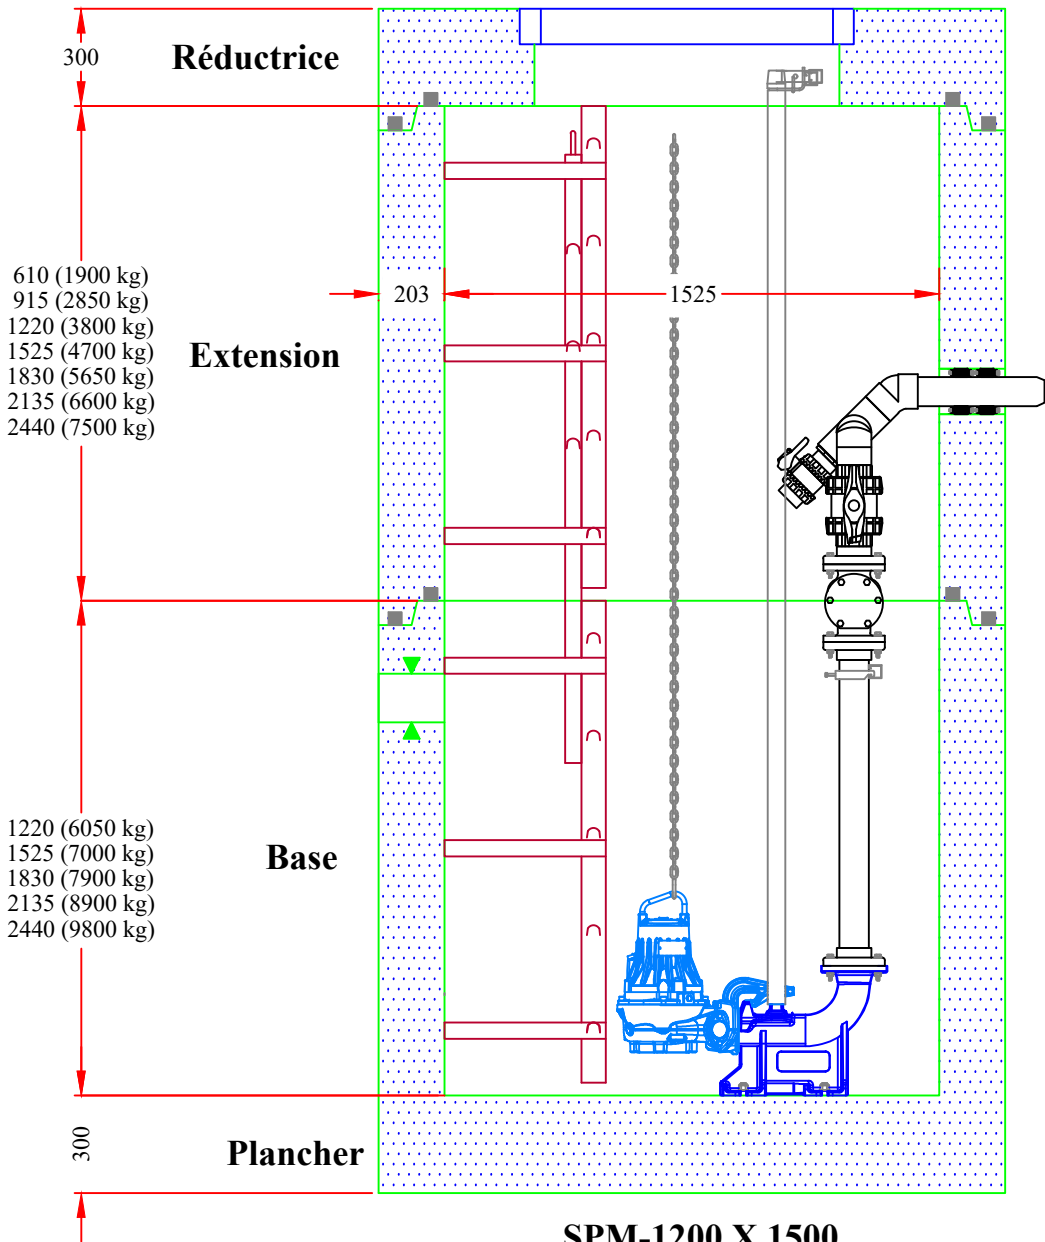 300
Réductrice
203
1525
610 (1900 kg)
915 (2850 kg)
1220 (3800 kg)
1525 (4700 kg)
1830 (5650 kg)
2135 (6600 kg)
2440 (7500 kg)
Extension
1220 (6050 kg)
1525 (7000 kg)
1830 (7900 kg)
2135 (8900 kg)
2440 (9800 kg)
Base
300
Plancher
SPM-1200 X 1500